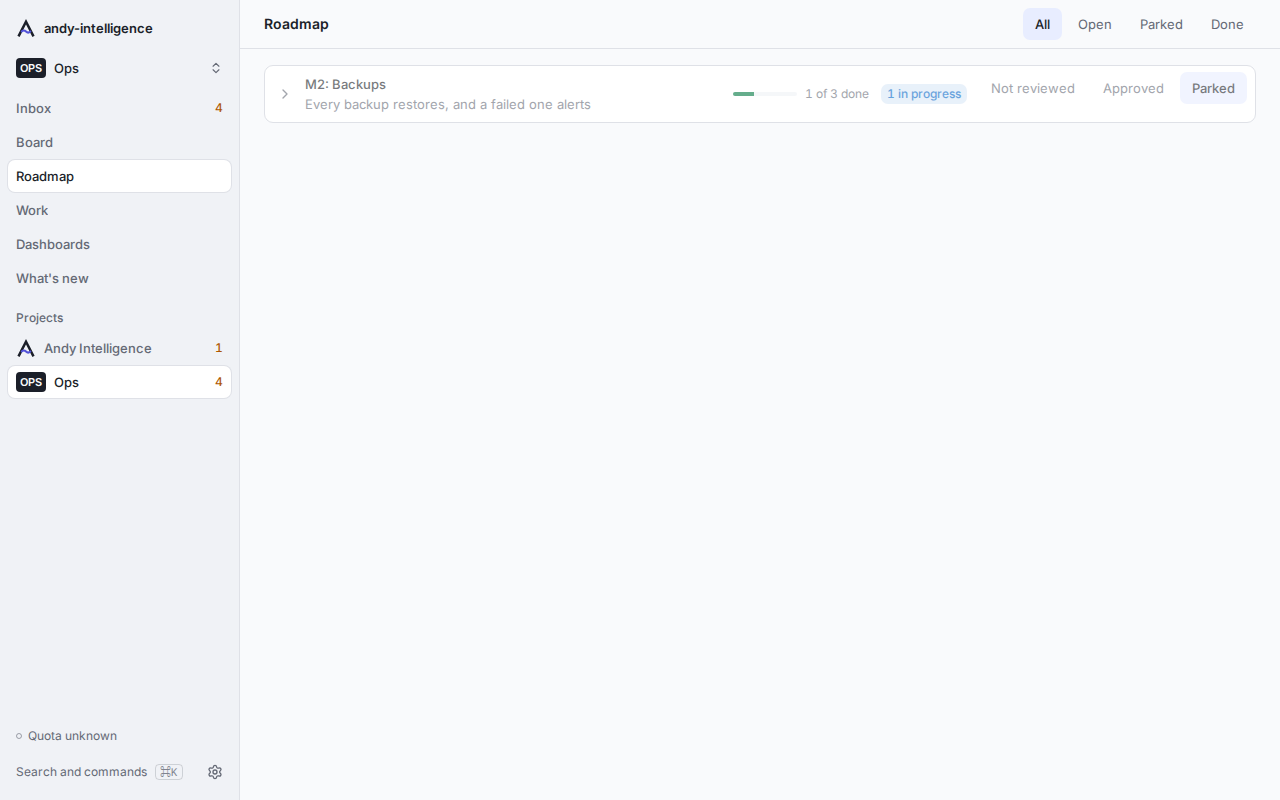 andy-intelligence
OPS Ops
Inbox 4
Board
Roadmap
Work
Dashboards
What's new
Projects
Andy Intelligence 1
OPS Ops 4
Quota unknown
Search and commands ⌘K
Roadmap
All Open Parked Done
M2: Backups
Every backup restores, and a failed one alerts
1 of 3 done 1 in progress Not reviewed Approved Parked